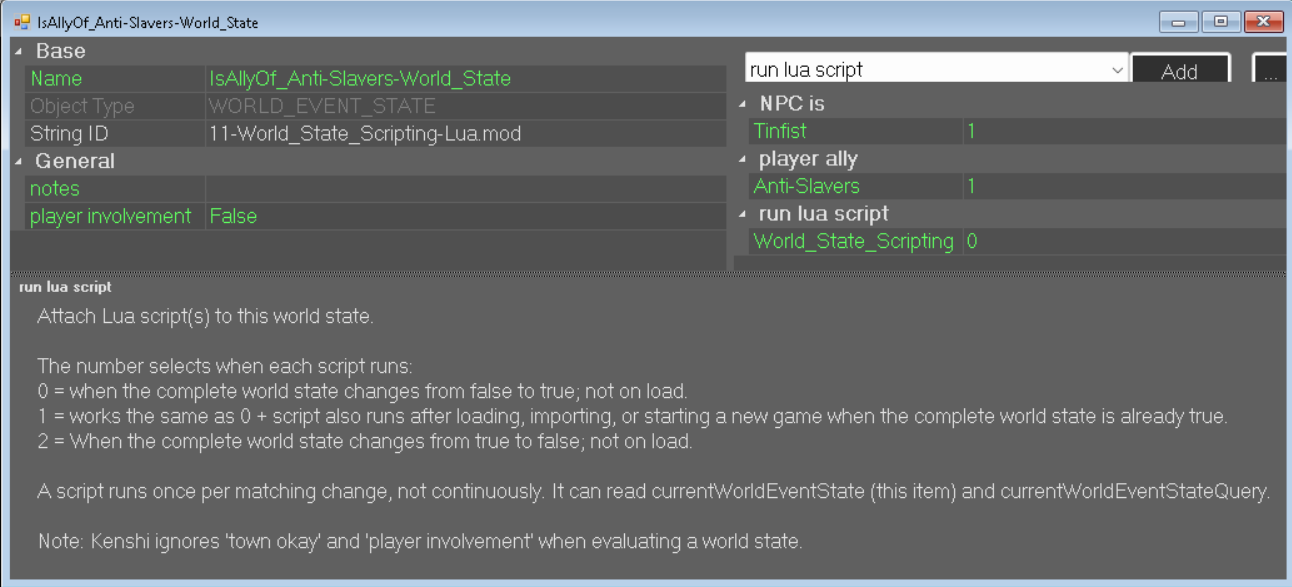 IsAllyOf_Anti-Slavers-World_State
Base
Name IsAllyOf_Anti-Slavers-World_State
Object Type WORLD_EVENT_STATE
String ID 11-World_State_Scripting-Lua.mod
General
notes
player involvement False
run lua script Add ...
NPC is
Tinfist 1
player ally
Anti-Slavers 1
run lua script
World_State_Scripting 0
run lua script
Attach Lua script(s) to this world state.
The number selects when each script runs:
0 = when the complete world state changes from false to true; not on load.
1 = works the same as 0 + script also runs after loading, importing, or starting a new game when the complete world state is already true.
2 = When the complete world state changes from true to false; not on load.
A script runs once per matching change, not continuously. It can read currentWorldEventState (this item) and currentWorldEventStateQuery.
Note: Kenshi ignores 'town okay' and 'player involvement' when evaluating a world state.